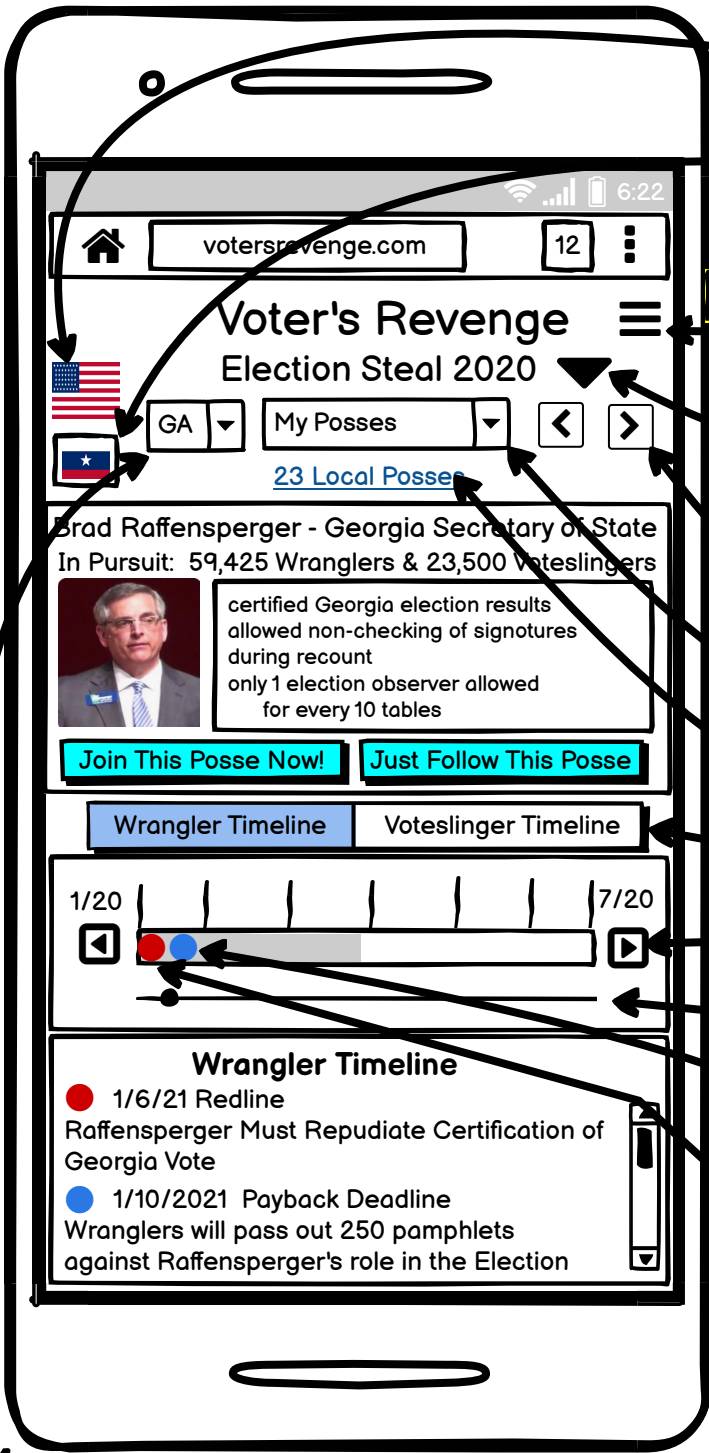 6:22
votersrevenge.com
12
Voter's Revenge
Election Steal 2020
GA
My Posses
23 Local Posses
Brad Raffensperger - Georgia Secretary of State
In Pursuit: 59,425 Wranglers & 23,500 Voteslingers
certified Georgia election results
allowed non-checking of signotures
during recount
only 1 election observer allowed
for every 10 tables
Join This Posse Now!
Just Follow This Posse
Wrangler Timeline
Voteslinger Timeline
1/20
7/20
Wrangler Timeline
1/6/21 Redline
Raffensperger Must Repudiate Certification of
Georgia Vote
1/10/2021 Payback Deadline
Wranglers will pass out 250 pamphlets
against Raffensperger's role in the Election